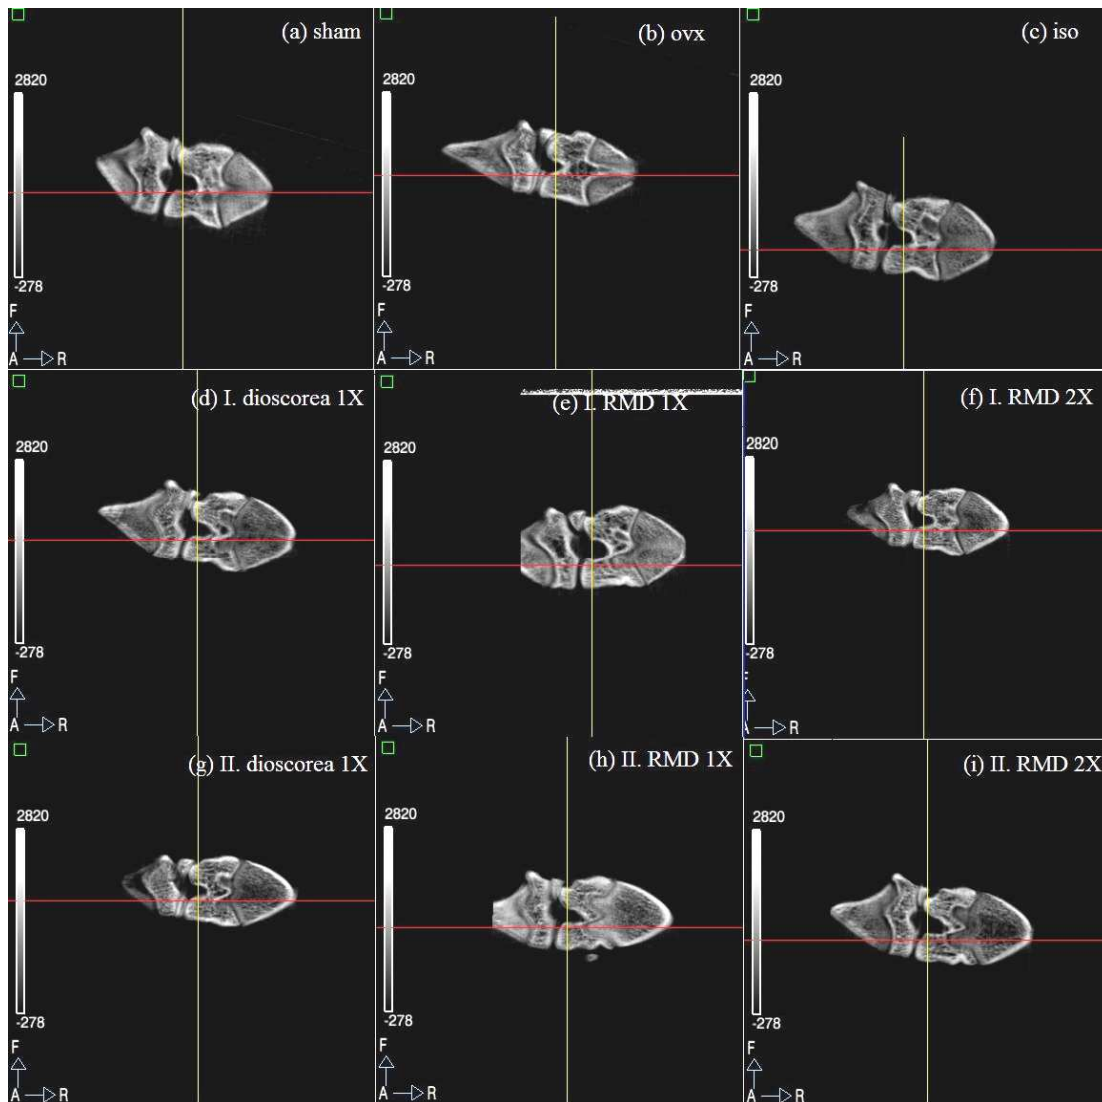 (a) sham
2820
-278
F
A R
(b) ovx
2820
-278
F
A R
(c) iso
2820
-278
F
A R
(d) I. dioscorea 1X
2820
-278
F
A R
(e) I. RMD 1X
2820
-278
F
A R
(f) I. RMD 2X
2820
-278
F
A R
(g) II. dioscorea 1X
2820
-278
F
A R
(h) II. RMD 1X
2820
-278
F
A R
(i) II. RMD 2X
2820
-278
F
A R